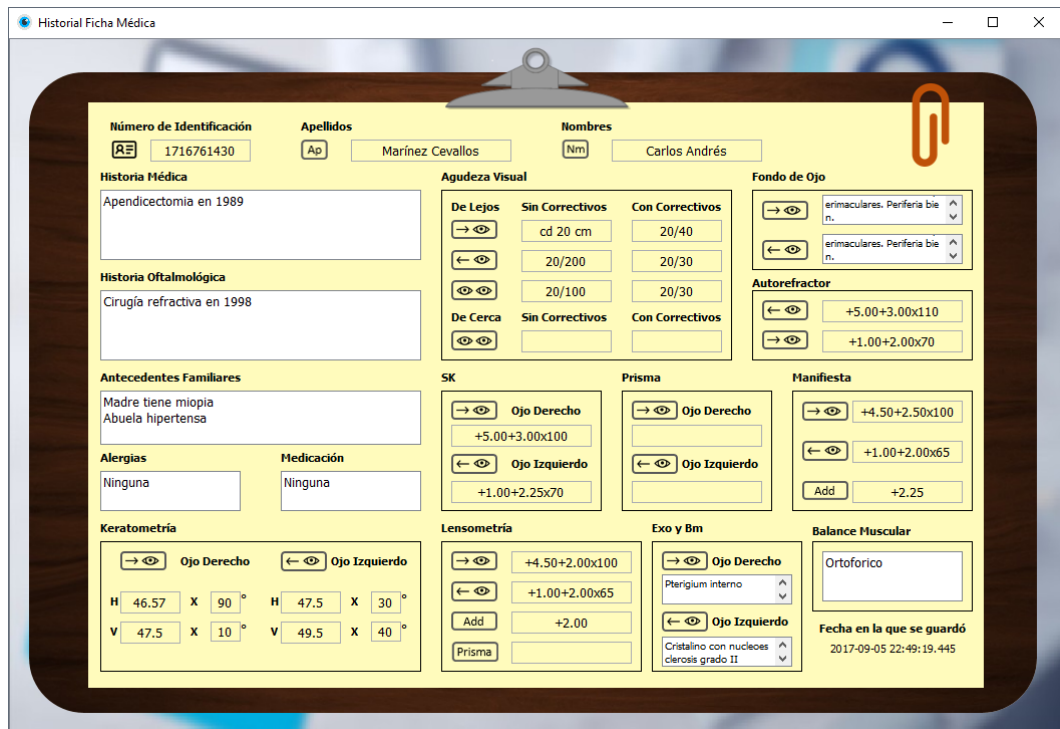 Historial Ficha Médica
Número de Identificación
Apellidos
Nombres
1716761430
Ap
Marínez Cevallos
Nm
Carlos Andrés
Historia Médica
Apendicectomia en 1989
Historia Oftalmológica
Cirugía refractiva en 1998
Agudeza Visual
De Lejos Sin Correctivos Con Correctivos
cd 20 cm 20/40
20/200 20/30
20/100 20/30
De Cerca Sin Correctivos Con Correctivos
Fondo de Ojo
erimaculares. Periferia bie
n.
erimaculares. Periferia bie
n.
Autorefractor
+5.00+3.00x110
+1.00+2.00x70
Antecedentes Familiares
Madre tiene miopia
Abuela hipertensa
Alergias
Ninguna
Medicación
Ninguna
SK
Ojo Derecho
+5.00+3.00x100
Ojo Izquierdo
+1.00+2.25x70
Prisma
Ojo Derecho
Ojo Izquierdo
Manifiesta
+4.50+2.50x100
+1.00+2.00x65
Add +2.25
Keratometría
Ojo Derecho Ojo Izquierdo
H 46.57 X 90 º H 47.5 X 30 º
V 47.5 X 10 º V 49.5 X 40 º
Lensometría
+4.50+2.00x100
+1.00+2.00x65
Add +2.00
Prisma
Exo y Bm
Ojo Derecho
Pterigium interno
Ojo Izquierdo
Cristalino con nucleoes
clerosis grado II
Balance Muscular
Ortoforico
Fecha en la que se guardó
2017-09-05 22:49:19.445